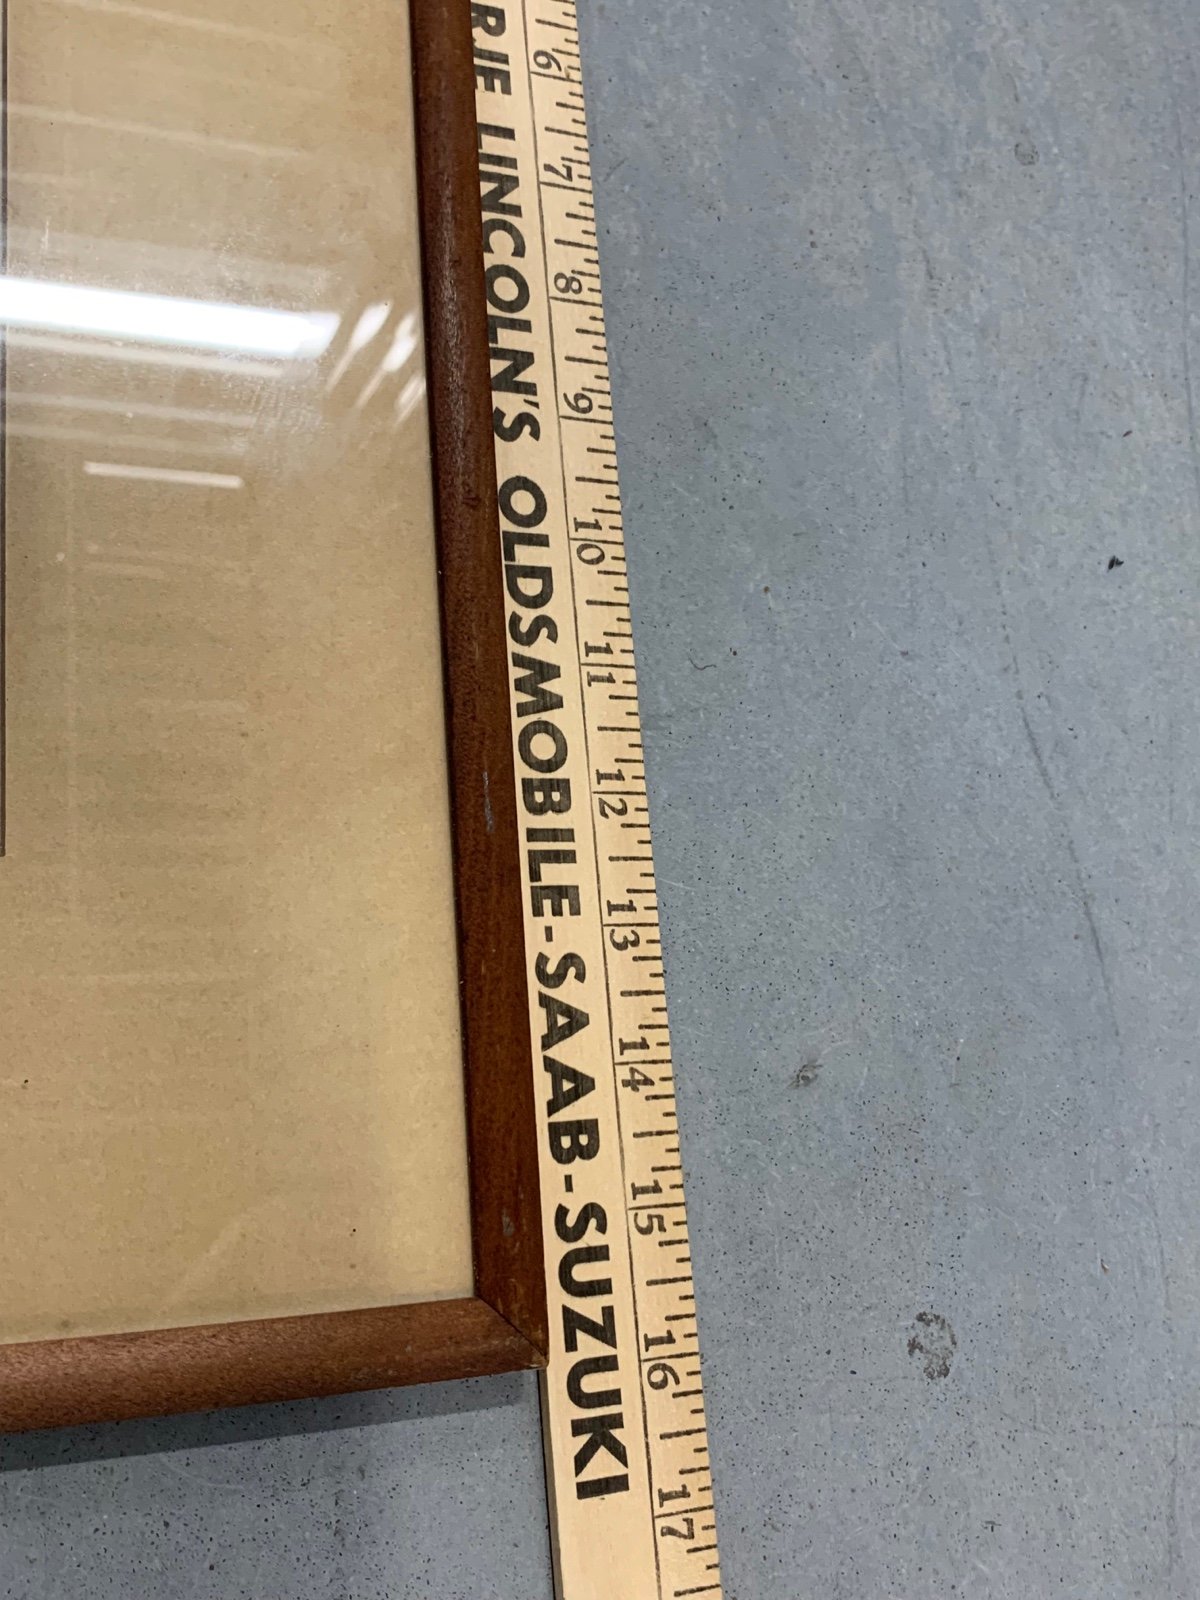 LINCOLN'S OLDSMOBILE-SAAB-SUZUKI
6 7 8 9 10 11 12 13 14 15 16 17